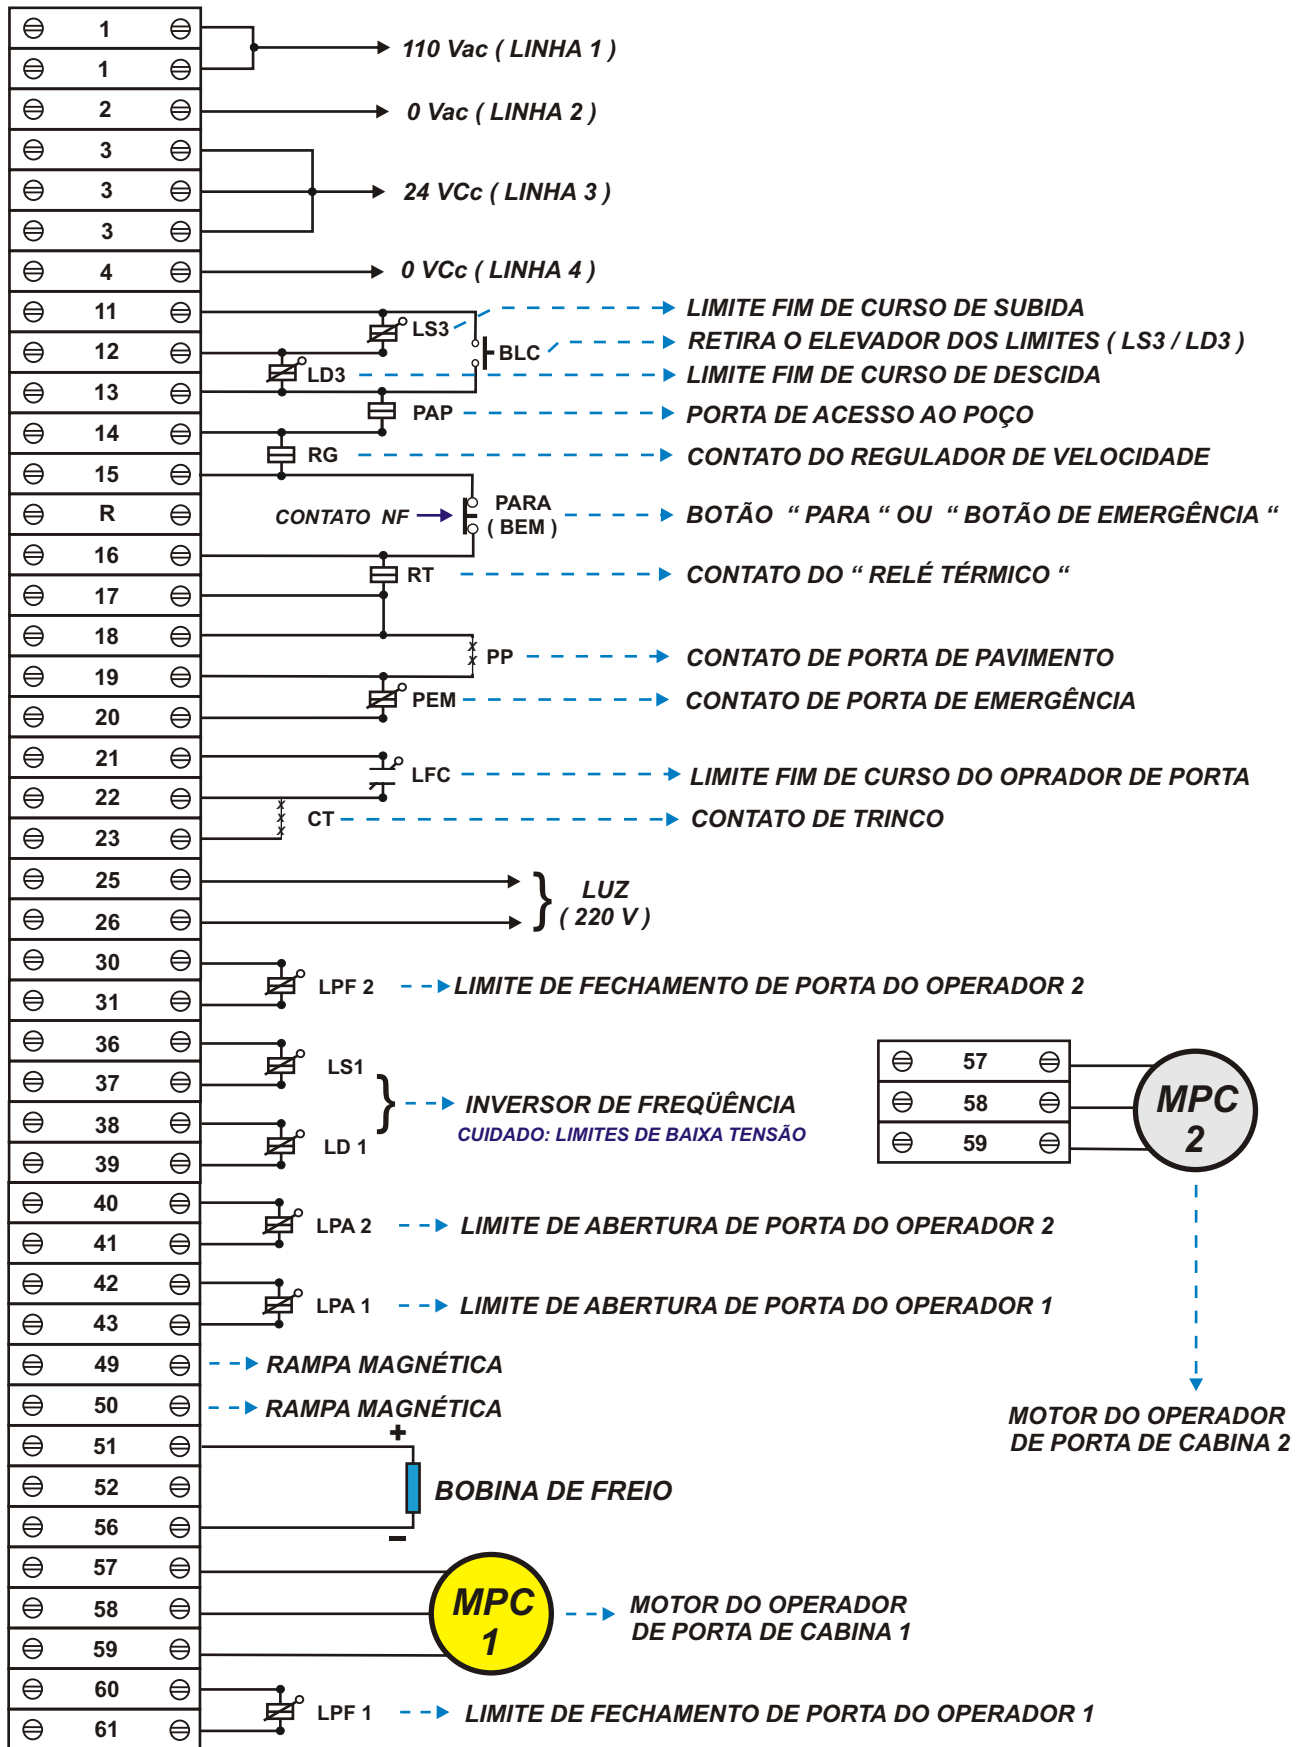 1
110 Vac ( LINHA 1 )
1
2
0 Vac ( LINHA 2 )
3
3
24 VCc ( LINHA 3 )
3
4
0 VCc ( LINHA 4 )
11
LS3
LIMITE FIM DE CURSO DE SUBIDA
12
BLC
RETIRA O ELEVADOR DOS LIMITES ( LS3 / LD3 )
LD3
LIMITE FIM DE CURSO DE DESCIDA
13
PAP
PORTA DE ACESSO AO POÇO
14
RG
CONTATO DO REGULADOR DE VELOCIDADE
15
R
CONTATO NF
PARA
( BEM )
BOTÃO “ PARA “ OU “ BOTÃO DE EMERGÊNCIA “
16
RT
CONTATO DO “ RELÉ TÉRMICO “
17
18
PP
CONTATO DE PORTA DE PAVIMENTO
19
PEM
CONTATO DE PORTA DE EMERGÊNCIA
20
21
LFC
LIMITE FIM DE CURSO DO OPRADOR DE PORTA
22
CT
CONTATO DE TRINCO
23
25
LUZ
( 220 V )
26
30
LPF 2
LIMITE DE FECHAMENTO DE PORTA DO OPERADOR 2
31
36
LS1
37
INVERSOR DE FREQÜÊNCIA
CUIDADO: LIMITES DE BAIXA TENSÃO
38
LD 1
39
57
58
59
MPC
2
MOTOR DO OPERADOR
DE PORTA DE CABINA 2
40
LPA 2
LIMITE DE ABERTURA DE PORTA DO OPERADOR 2
41
42
LPA 1
LIMITE DE ABERTURA DE PORTA DO OPERADOR 1
43
49
RAMPA MAGNÉTICA
50
RAMPA MAGNÉTICA
51
+
52
BOBINA DE FREIO
56
−
57
58
59
MPC
1
MOTOR DO OPERADOR
DE PORTA DE CABINA 1
60
LPF 1
LIMITE DE FECHAMENTO DE PORTA DO OPERADOR 1
61